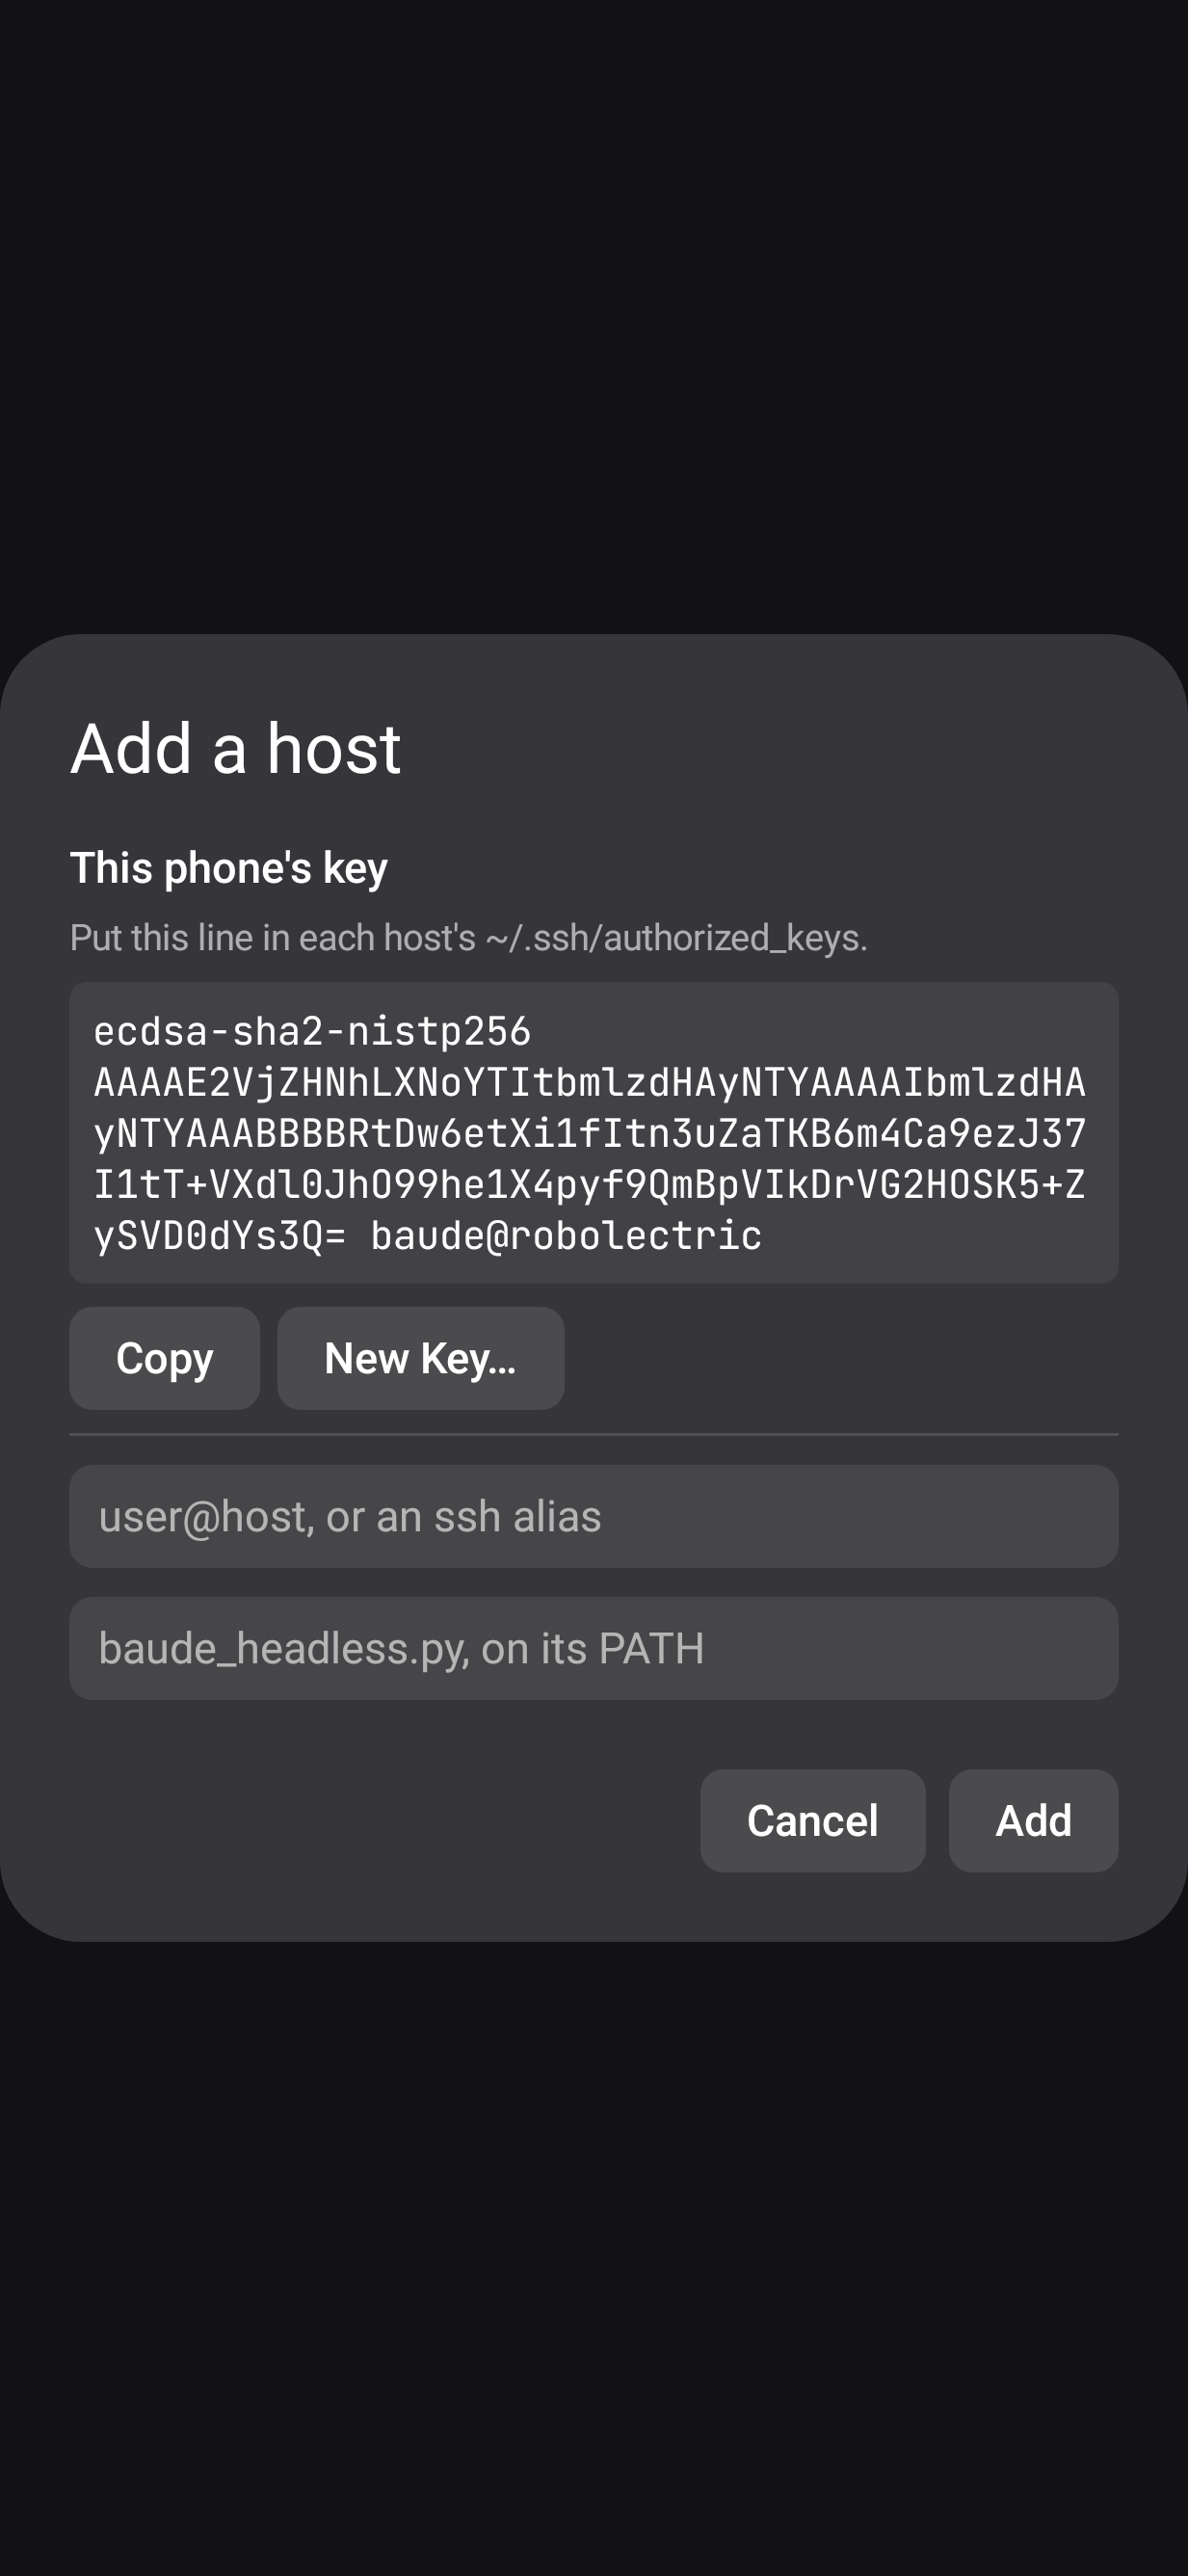 Add a host
This phone's key
Put this line in each host's ~/.ssh/authorized_keys.
ecdsa-sha2-nistp256
AAAAE2VjZHNhLXNoYTItbmlzdHAyNTYAAAAIbmlzdHA
yNTYAAABBBBRtDw6etXi1fItn3uZaTKB6m4Ca9ezJ37
I1tT+VXdl0JhO99he1X4pyf9QmBpVIkDrVG2HOSK5+Z
ySVD0dYs3Q= baude@robolectric
Copy
New Key…
user@host, or an ssh alias
baude_headless.py, on its PATH
Cancel
Add